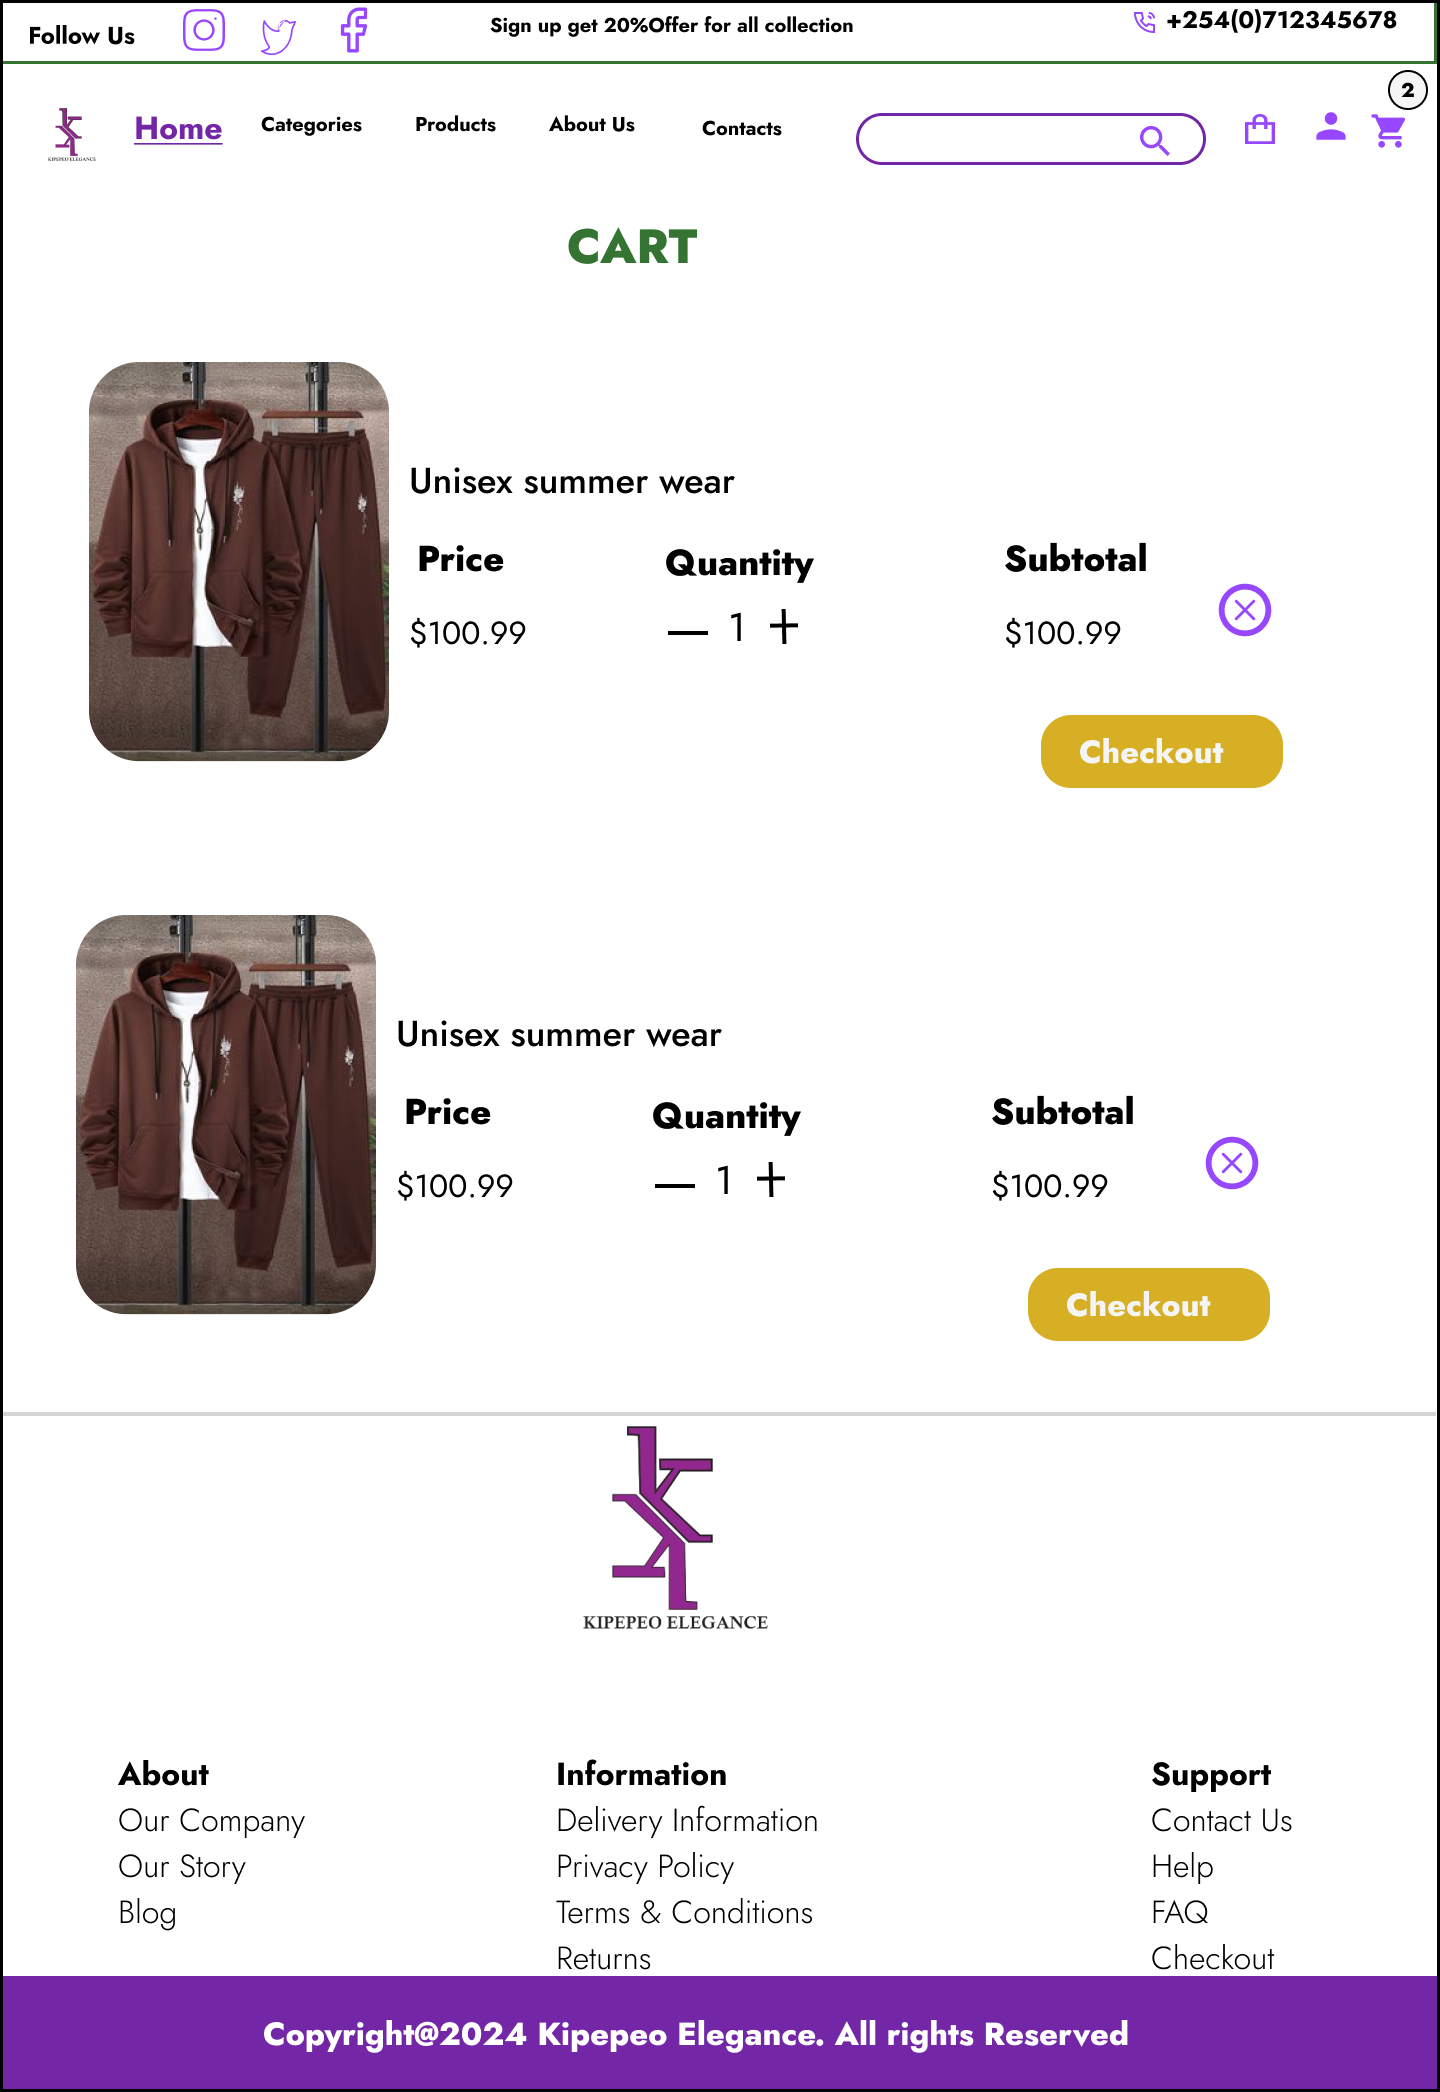 Follow Us
Sign up get 20%Offer for all collection
+254(0)712345678
2
KIPEPEO ELEGANCE
Home
Categories
Products
About Us
Contacts
CART
Unisex summer wear
Price
Quantity
Subtotal
$100.99
1
$100.99
Checkout
Unisex summer wear
Price
Quantity
Subtotal
$100.99
1
$100.99
Checkout
KIPEPEO ELEGANCE
About
Our Company
Our Story
Blog
Information
Delivery Information
Privacy Policy
Terms & Conditions
Returns
Support
Contact Us
Help
FAQ
Checkout
Copyright@2024 Kipepeo Elegance. All rights Reserved